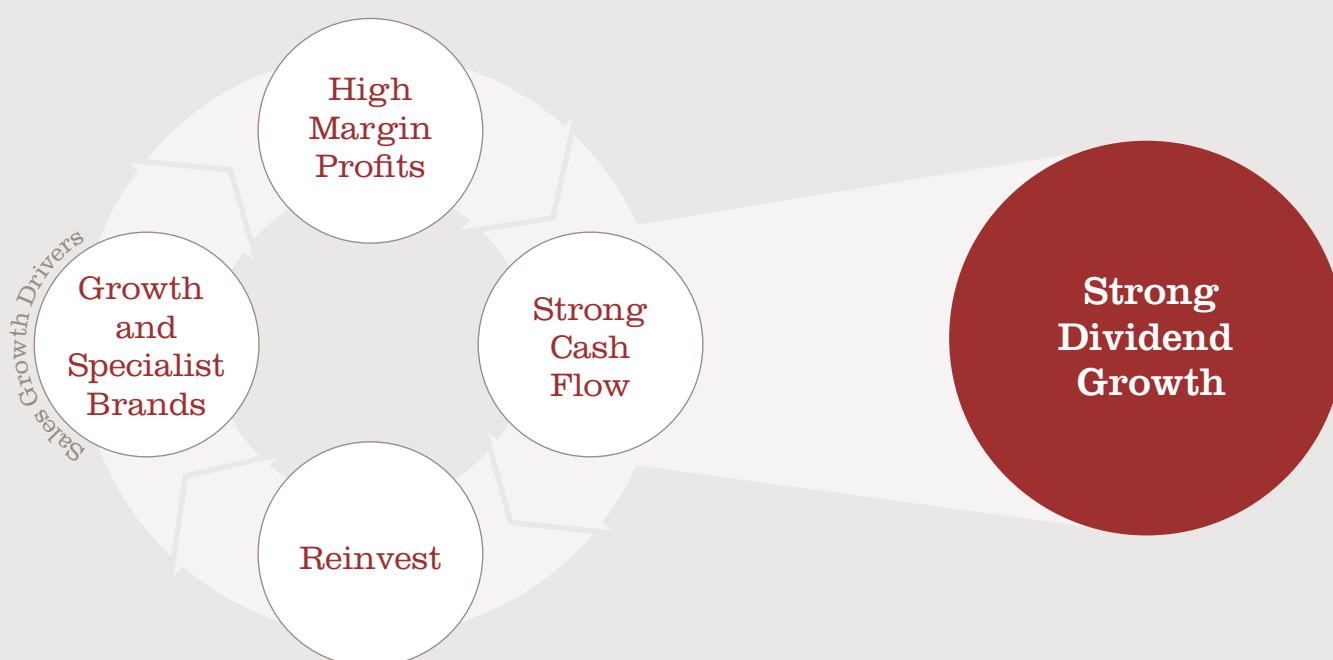 High
Margin
Profits
Sales Growth Drivers
Growth
and
Specialist
Brands
Strong
Cash
Flow
Reinvest
Strong
Dividend
Growth